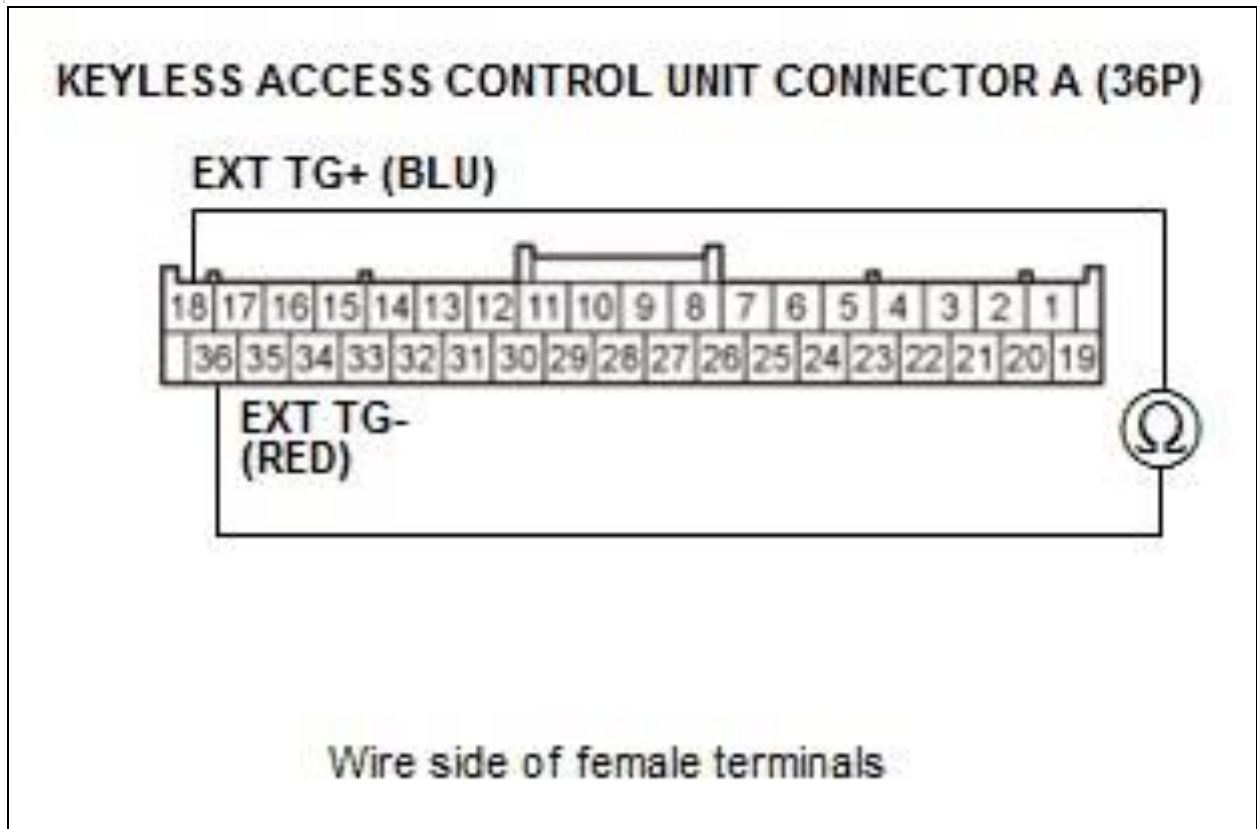 KEYLESS ACCESS CONTROL UNIT CONNECTOR A (36P)
EXT TG+ (BLU)
18 17 16 15 14 13 12 11 10 9 8 7 6 5 4 3 2 1
36 35 34 33 32 31 30 29 28 27 26 25 24 23 22 21 20 19
EXT TG-
(RED)
Ω
Wire side of female terminals